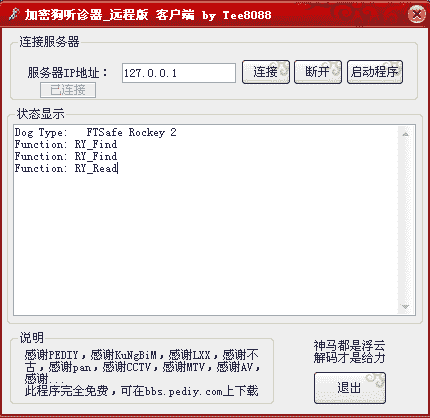 加密狗听诊器_远程版 客户端 by Tee8088
连接服务器
服务器IP地址： 127.0.0.1 连接 断开 启动程序
已连接
状态显示
Dog Type:   FTSafe Rockey 2
Function: RY_Find
Function: RY_Find
Function: RY_Read
说明
感谢PEDIY，感谢KuNgBiM，感谢LXX，感谢不
古，感谢pan，感谢CCTV，感谢MTV，感谢AV，
感谢...
此程序完全免费，可在bbs.pediy.com上下载
神马都是浮云
解码才是给力
退出